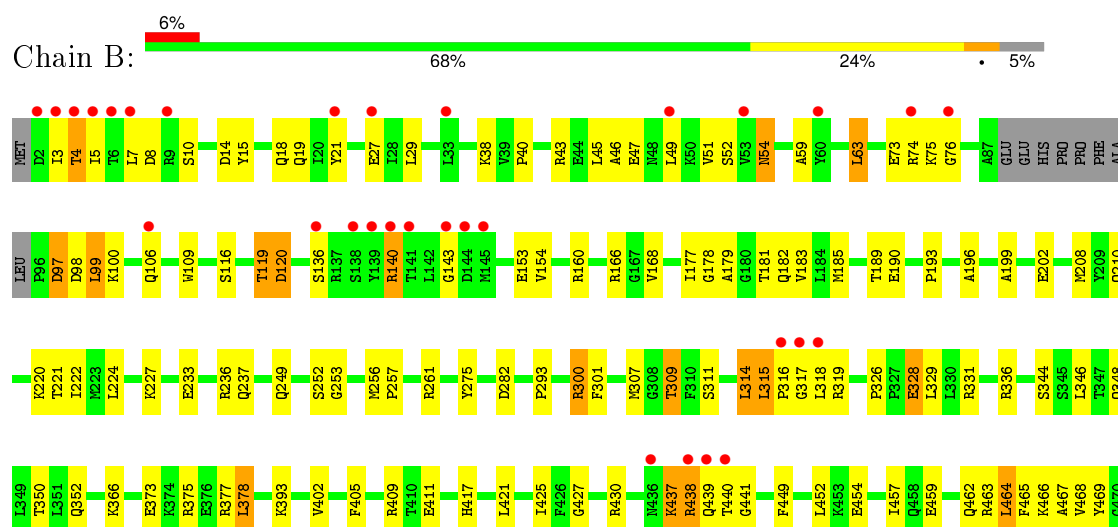 6%
Chain B:
68% 24% • 5%
MET D2 I3 T4 I5 T6 L7 D8 R9 S10 D14 Y15 Q18 Q19 I20 Y21 E27 I28 L29 L33 K38 V39 P40 R43 E44 L45 A46 E47 N48 L49 K50 V51 S52 V53 N54 A59 Y60 L63 E73 R74 K75 G76 A87 GLU GLU HIS PRO PRO PHE ALA
LEU P96 D97 D98 L99 K100 Q106 W109 S116 T119 D120 S136 R137 S138 Y139 R140 T141 L142 G143 D144 M145 E153 V154 R160 R166 G167 V168 I177 G178 A179 G180 T181 Q182 V183 L184 M185 T189 E190 P193 A196 A199 E202 M208 Y209 Q210
K220 T221 I222 M223 L224 K227 E233 R236 Q237 Q249 S252 G253 M256 P257 R261 Y275 D282 P293 R300 F301 M307 G308 T309 F310 S311 L314 L315 P316 G317 L318 R319 P326 P327 E328 L329 L330 R331 R336 S344 S345 L346 T347 Q348
L349 T350 L351 Q352 K366 E373 K374 R375 E376 R377 L378 K393 V402 F405 R409 T410 E411 H417 L421 I425 F426 G427 R430 N436 K437 R438 Q439 T440 G441 F449 L452 K453 E454 I457 Q458 E459 Q462 R463 L464 F465 K466 A467 V468 Y469